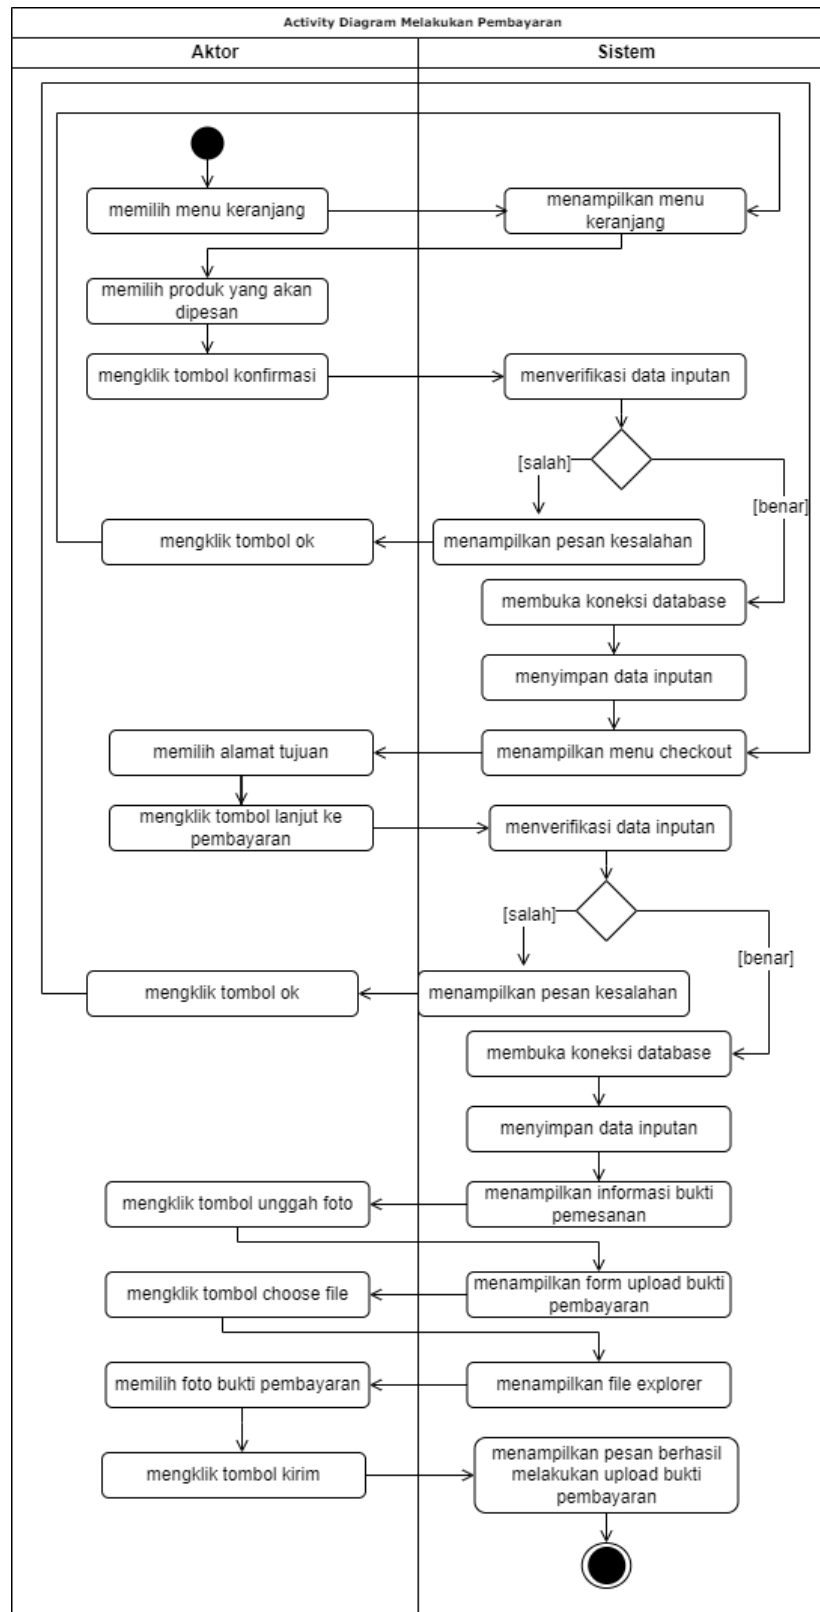 Activity Diagram Melakukan Pembayaran
Aktor
Sistem
memilih menu keranjang
menampilkan menu
keranjang
memilih produk yang akan
dipesan
mengklik tombol konfirmasi
menverifikasi data inputan
[salah]
[benar]
mengklik tombol ok
menampilkan pesan kesalahan
membuka koneksi database
menyimpan data inputan
memilih alamat tujuan
menampilkan menu checkout
mengklik tombol lanjut ke
pembayaran
menverifikasi data inputan
[salah]
[benar]
mengklik tombol ok
menampilkan pesan kesalahan
membuka koneksi database
menyimpan data inputan
mengklik tombol unggah foto
menampilkan informasi bukti
pemesanan
mengklik tombol choose file
menampilkan form upload bukti
pembayaran
memilih foto bukti pembayaran
menampilkan file explorer
mengklik tombol kirim
menampilkan pesan berhasil
melakukan upload bukti
pembayaran